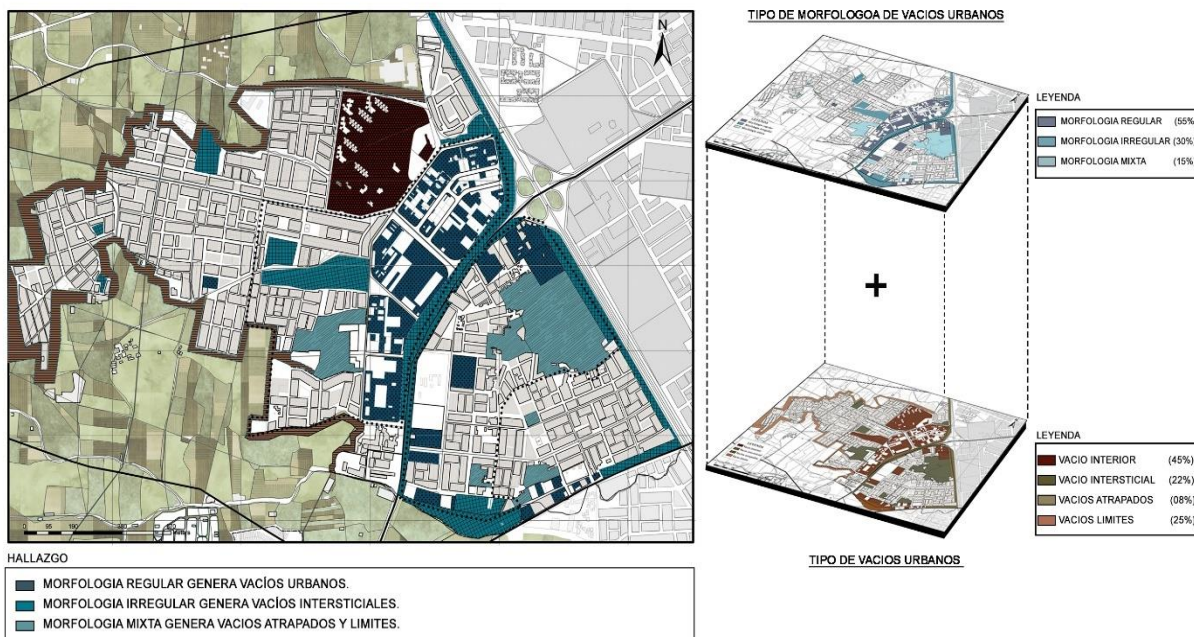 TIPO DE MORFOLOGOA DE VACIOS URBANOS
N
LEYENDA
MORFOLOGIA REGULAR (55%)
MORFOLOGIA IRREGULAR (30%)
MORFOLOGIA MIXTA (15%)
+
LEYENDA
VACIO INTERIOR (45%)
VACIO INTERSTICIAL (22%)
VACIOS ATRAPADOS (08%)
VACIOS LIMITES (25%)
TIPO DE VACIOS URBANOS
95 190
HALLAZGO
MORFOLOGIA REGULAR GENERA VACÍOS URBANOS.
MORFOLOGIA IRREGULAR GENERA VACÍOS INTERSTICIALES.
MORFOLOGIA MIXTA GENERA VACIOS ATRAPADOS Y LIMITES.